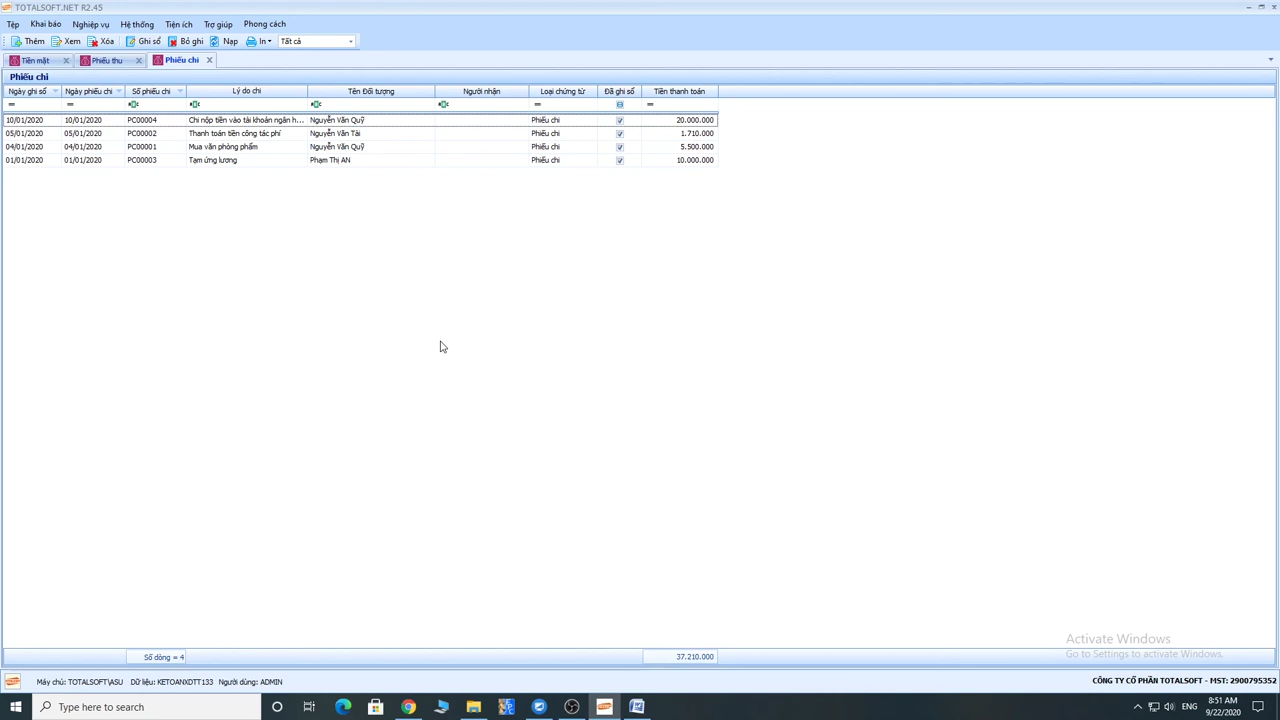 TOTALSOFT.NET R2.45
Tệp Khai báo Nghiệp vụ Hệ thống Tiện ích Trợ giúp Phong cách
Thêm Xem Xóa Ghi sổ Bỏ ghi Nạp In Tất cả
Tiền mặt Phiếu thu Phiếu chi
Phiếu chi
Ngày ghi sổ Ngày phiếu chi Số phiếu chi Lý do chi Tên Đối tượng Người nhận Loại chứng từ Đã ghi sổ Tiền thanh toán
10/01/2020 10/01/2020 PC00004 Chi nộp tiền vào tài khoản ngân h... Nguyễn Văn Quỹ Phiếu chi 20.000.000
05/01/2020 05/01/2020 PC00002 Thanh toán tiền công tác phí Nguyễn Văn Tài Phiếu chi 1.710.000
04/01/2020 04/01/2020 PC00001 Mua văn phòng phẩm Nguyễn Văn Quỹ Phiếu chi 5.500.000
01/01/2020 01/01/2020 PC00003 Tạm ứng lương Phạm Thị AN Phiếu chi 10.000.000
Activate Windows
Go to Settings to activate Windows.
Số dòng = 4 37.210.000
Máy chủ: TOTALSOFT\ASU Dữ liệu: KETOANXDTT133 Người dùng: ADMIN CÔNG TY CỔ PHẦN TOTALSOFT - MST: 2900795352
Type here to search ENG 8:51 AM
9/22/2020